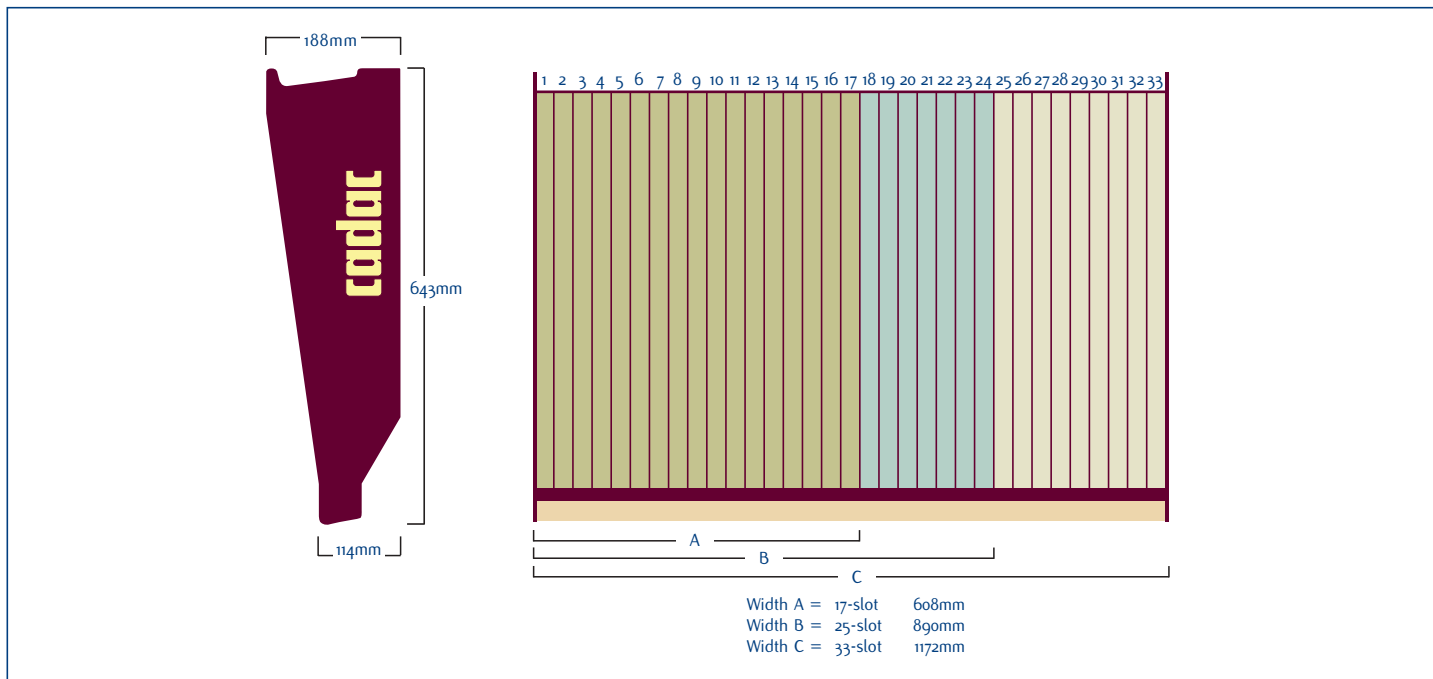 188mm
1 2 3 4 5 6 7 8 9 10 11 12 13 14 15 16 17 18 19 20 21 22 23 24 25 26 27 28 29 30 31 32 33
cadac
643mm
114mm
A
B
C
Width A = 17-slot 608mm
Width B = 25-slot 890mm
Width C = 33-slot 1172mm